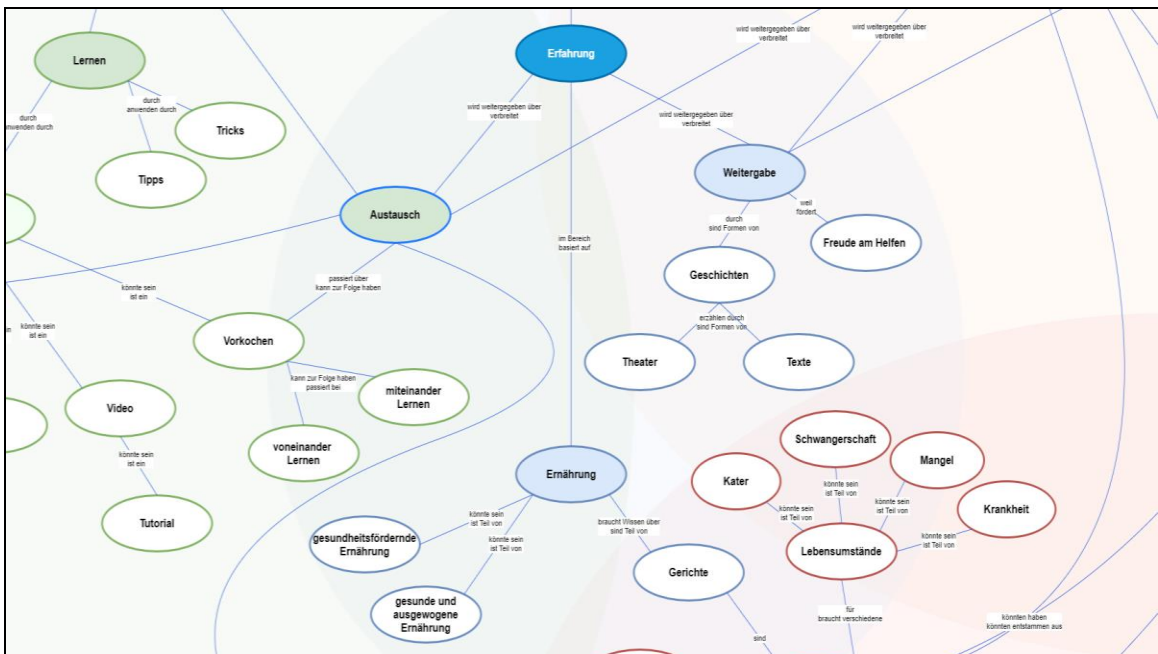 wird weitergegeben über
verbreitet
wird weitergegeben über
verbreitet
Erfahrung
Lernen
durch
anwenden durch
durch
anwenden durch
Tricks
Tipps
wird weitergegeben über
verbreitet
wird weitergegeben über
verbreitet
Weitergabe
Austausch
durch
sind Formen von
weil
fördert
Freude am Helfen
im Bereich
basiert auf
Geschichten
passiert über
kann zur Folge haben
könnte sein
ist ein
erzählen durch
sind Formen von
könnte sein
ist ein
Vorkochen
Theater
Texte
kann zur Folge haben
passiert bei
miteinander
Lernen
Video
voneinander
Lernen
Schwangerschaft
Mangel
könnte sein
ist ein
Ernährung
Kater
könnte sein
ist Teil von
könnte sein
ist Teil von
könnte sein
ist Teil von
Krankheit
Tutorial
könnte sein
ist Teil von
könnte sein
ist Teil von
braucht Wissen über
sind Teil von
könnte sein
ist Teil von
gesundheitsfördernde
Ernährung
Lebensumstände
Gerichte
gesunde und
ausgewogene
Ernährung
für
braucht verschiedene
könnten haben
könnten entstammen aus
sind